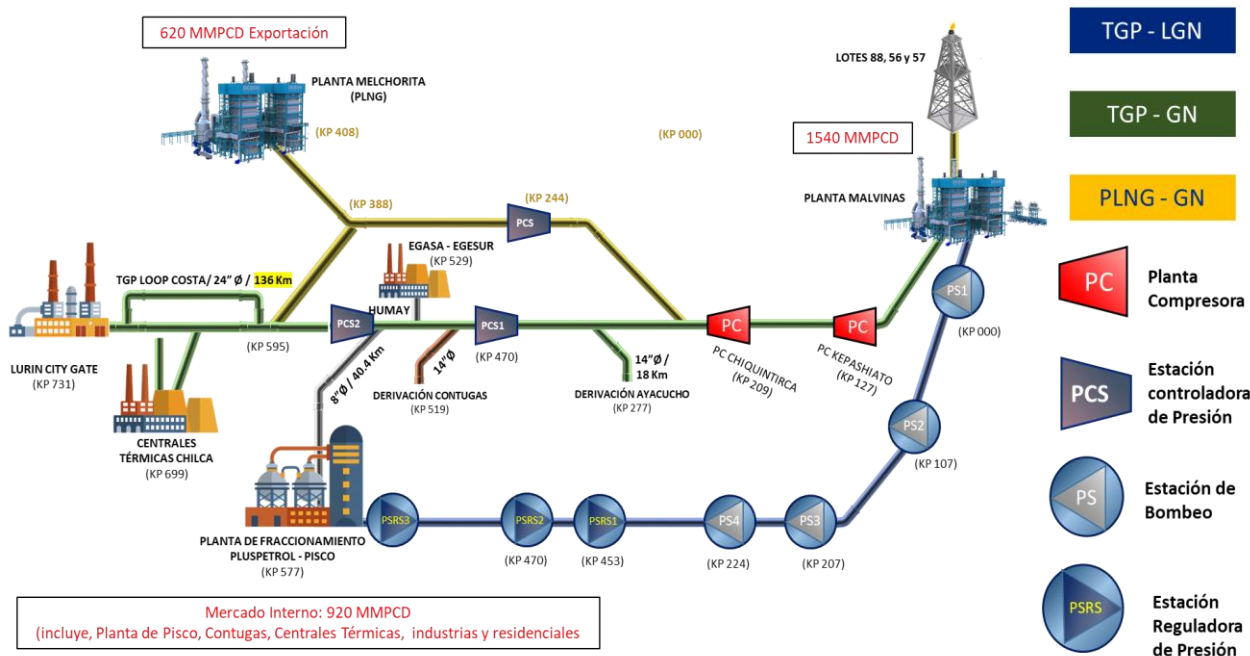 620 MMPCD Exportación
PLANTA MELCHORITA
(PLNG)
(KP 408)
(KP 000)
LOTES 88, 56 y 57
1540 MMPCD
PLANTA MALVINAS
(KP 388)
(KP 244)
PCS
EGASA - EGESUR
(KP 529)
TGP LOOP COSTA/ 24” Ø / 136 Km
HUMAY
PCS2
PCS1
PC
PC
PS1
(KP 000)
LURIN CITY GATE
(KP 731)
(KP 595)
(KP 470)
8”Ø / 40.4 Km
14”Ø
DERIVACIÓN CONTUGAS
(KP 519)
14”Ø /
18 Km
DERIVACIÓN AYACUCHO
(KP 277)
PC CHIQUINTIRCA
(KP 209)
PC KEPASHIATO
(KP 127)
CENTRALES
TÉRMICAS CHILCA
(KP 699)
PS2
(KP 107)
PLANTA DE FRACCIONAMIENTO
PLUSPETROL - PISCO
(KP 577)
PSRS3
PSRS2
(KP 470)
PSRS1
(KP 453)
PS4
(KP 224)
PS3
(KP 207)
Mercado Interno: 920 MMPCD
(incluye, Planta de Pisco, Contugas, Centrales Térmicas, industrias y residenciales
TGP - LGN
TGP - GN
PLNG - GN
PC
Planta
Compresora
PCS
Estación
controladora
de Presión
PS
Estación de
Bombeo
PSRS
Estación
Reguladora
de Presión